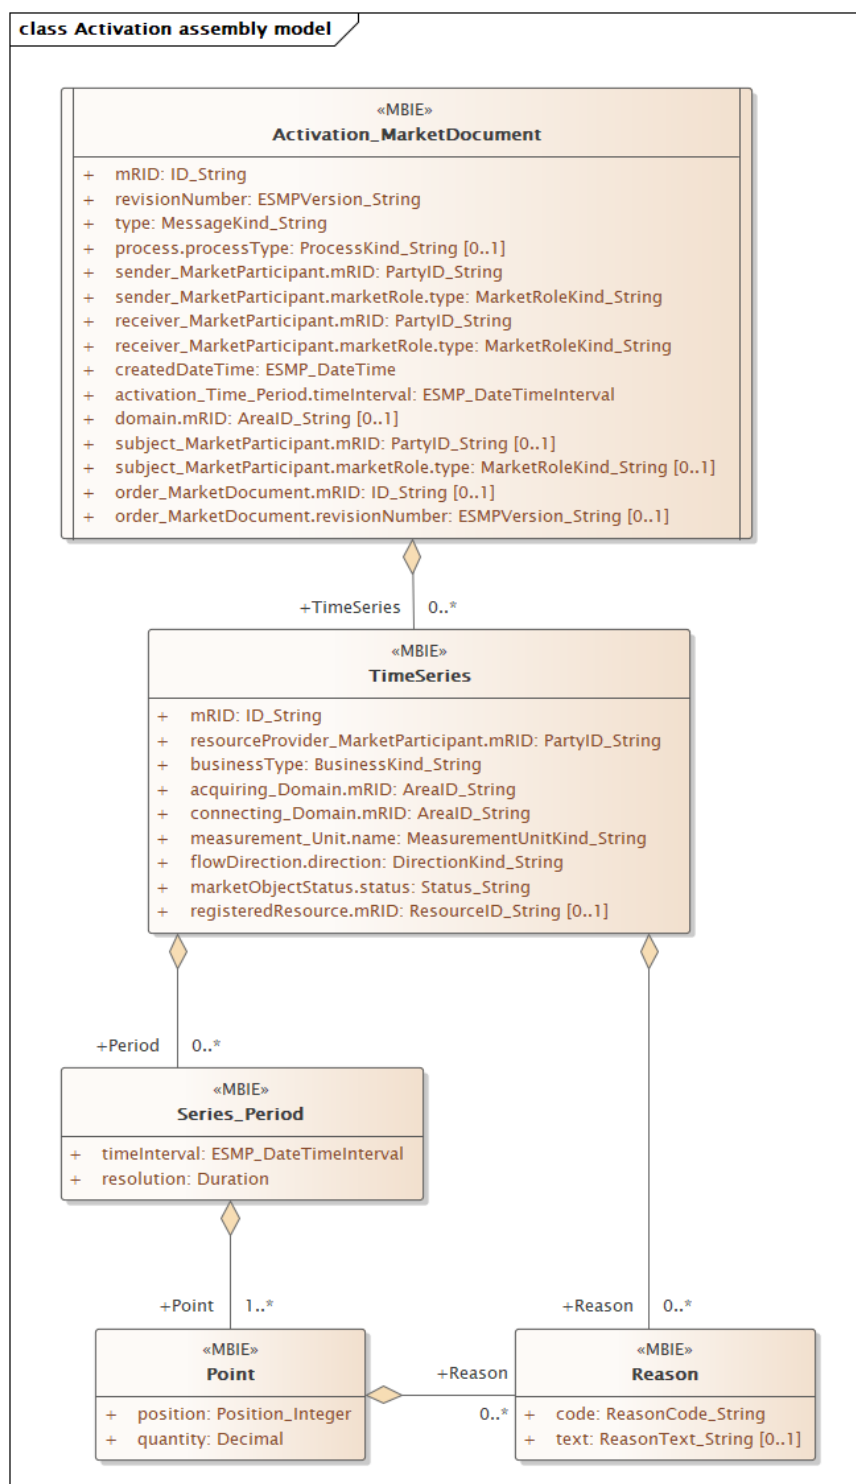 class Activation assembly model
«MBIE»
Activation_MarketDocument
+ mRID: ID_String
+ revisionNumber: ESMPVersion_String
+ type: MessageKind_String
+ process.processType: ProcessKind_String [0..1]
+ sender_MarketParticipant.mRID: PartyID_String
+ sender_MarketParticipant.marketRole.type: MarketRoleKind_String
+ receiver_MarketParticipant.mRID: PartyID_String
+ receiver_MarketParticipant.marketRole.type: MarketRoleKind_String
+ createdDateTime: ESMP_DateTime
+ activation_Time_Period.timeInterval: ESMP_DateTimeInterval
+ domain.mRID: AreaID_String [0..1]
+ subject_MarketParticipant.mRID: PartyID_String [0..1]
+ subject_MarketParticipant.marketRole.type: MarketRoleKind_String [0..1]
+ order_MarketDocument.mRID: ID_String [0..1]
+ order_MarketDocument.revisionNumber: ESMPVersion_String [0..1]
+TimeSeries 0..*
«MBIE»
TimeSeries
+ mRID: ID_String
+ resourceProvider_MarketParticipant.mRID: PartyID_String
+ businessType: BusinessKind_String
+ acquiring_Domain.mRID: AreaID_String
+ connecting_Domain.mRID: AreaID_String
+ measurement_Unit.name: MeasurementUnitKind_String
+ flowDirection.direction: DirectionKind_String
+ marketObjectStatus.status: Status_String
+ registeredResource.mRID: ResourceID_String [0..1]
+Period 0..*
«MBIE»
Series_Period
+ timeInterval: ESMP_DateTimeInterval
+ resolution: Duration
+Point 1..*
+Reason 0..*
«MBIE»
Point
+ position: Position_Integer
+ quantity: Decimal
+Reason
0..*
«MBIE»
Reason
+ code: ReasonCode_String
+ text: ReasonText_String [0..1]